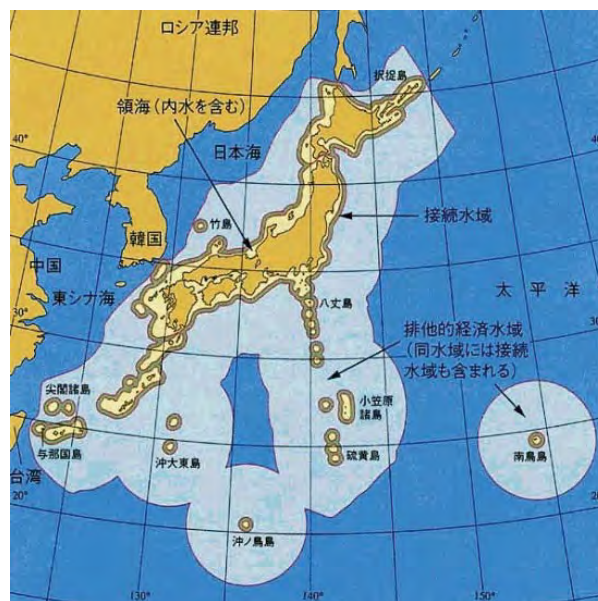 ロシア連邦
択捉島
領海(内水を含む)
40°
日本海
40°
竹島
接続水域
韓国
中国
東シナ海
太平洋
八丈島
30°
30°
排他的経済水域
(同水域には接続
水域も含まれる)
尖閣諸島
小笠原
諸島
与那国島
沖大東島
硫黄島
南鳥島
台湾
20°
20°
沖ノ鳥島
130°
140°
150°